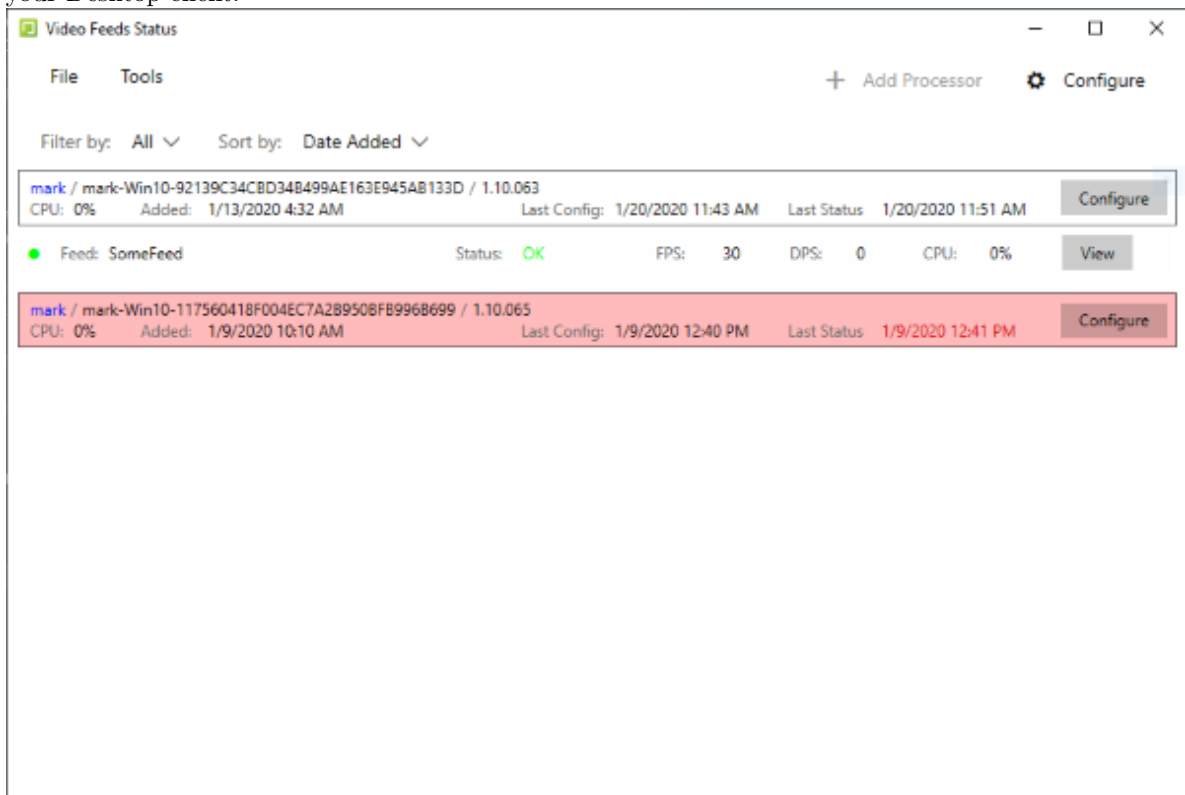 your Desktop client.
Video Feeds Status
File Tools + Add Processor Configure
Filter by: All Sort by: Date Added
mark / mark-Win10-92139C34CBD34B499AE163E945AB133D / 1.10.063
CPU: 0% Added: 1/13/2020 4:32 AM Last Config: 1/20/2020 11:43 AM Last Status 1/20/2020 11:51 AM Configure
Feed: SomeFeed Status: OK FPS: 30 DPS: 0 CPU: 0% View
mark / mark-Win10-117560418F004EC7A2B950BFB996B699 / 1.10.065
CPU: 0% Added: 1/9/2020 10:10 AM Last Config: 1/9/2020 12:40 PM Last Status 1/9/2020 12:41 PM Configure